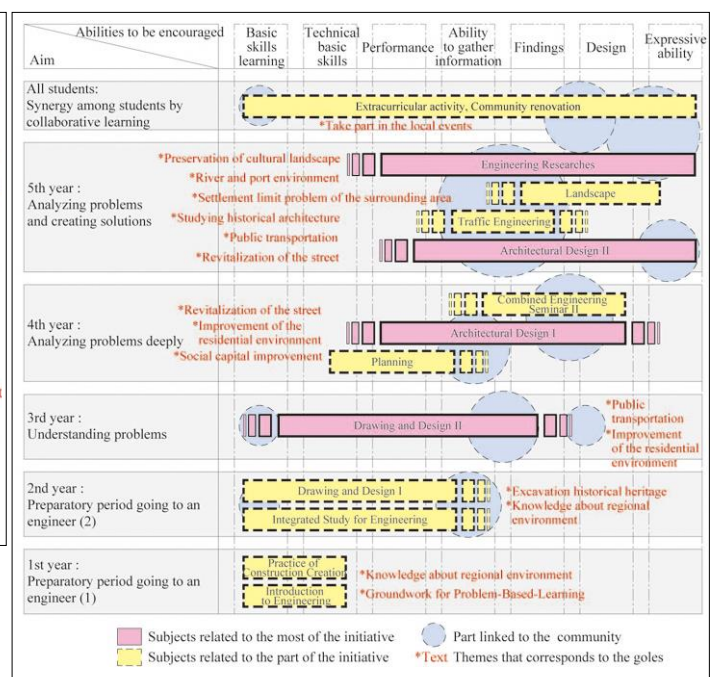 Abilities to be encouraged
Aim
Basic
skills
learning
Technical
basic
skills
Performance
Ability
to gather
information
Findings
Design
Expressive
ability
All students:
Synergy among students by
collaborative learning
Extracurricular activity, Community renovation
*Take part in the local events
5th year :
Analyzing problems
and creating solutions
*Preservation of cultural landscape
*River and port environment
*Settlement limit problem of the surrounding area
*Studying historical architecture
*Public transportation
*Revitalization of the street
Engineering Researches
Landscape
Traffic Engineering
Architectural Design II
4th year :
Analyzing problems deeply
*Revitalization of the street
*Improvement of the
residential environment
*Social capital improvement
Combined Engineering
Seminar II
Architectural Design I
Planning
3rd year :
Understanding problems
Drawing and Design II
*Public
transportation
*Improvement
of the residential
environment
2nd year :
Preparatory period going to an
engineer (2)
Drawing and Design I
Integrated Study for Engineering
*Excavation historical heritage
*Knowledge about regional
environment
1st year :
Preparatory period going to an
engineer (1)
Practice of
Construction Creation
Introduction
to Engineering
*Knowledge about regional environment
*Groundwork for Problem-Based-Learning
Subjects related to the most of the initiative
Part linked to the community
Subjects related to the part of the initiative
*Text Themes that corresponds to the goles